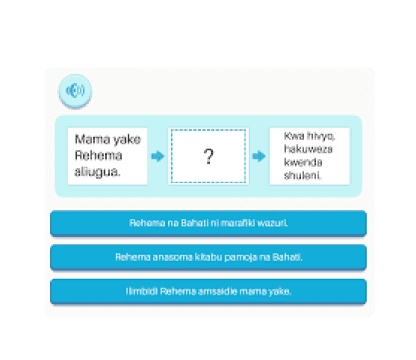 Mama yake
Rehema
aliugua.
?
Kwa hivyo,
hakuweza
kwenda
shuleni.
Rehema na Bahati ni marafiki wazuri.
Rehema anasoma kitabu pamoja na Bahati.
Ilimbidi Rehema amsaidie mama yake.